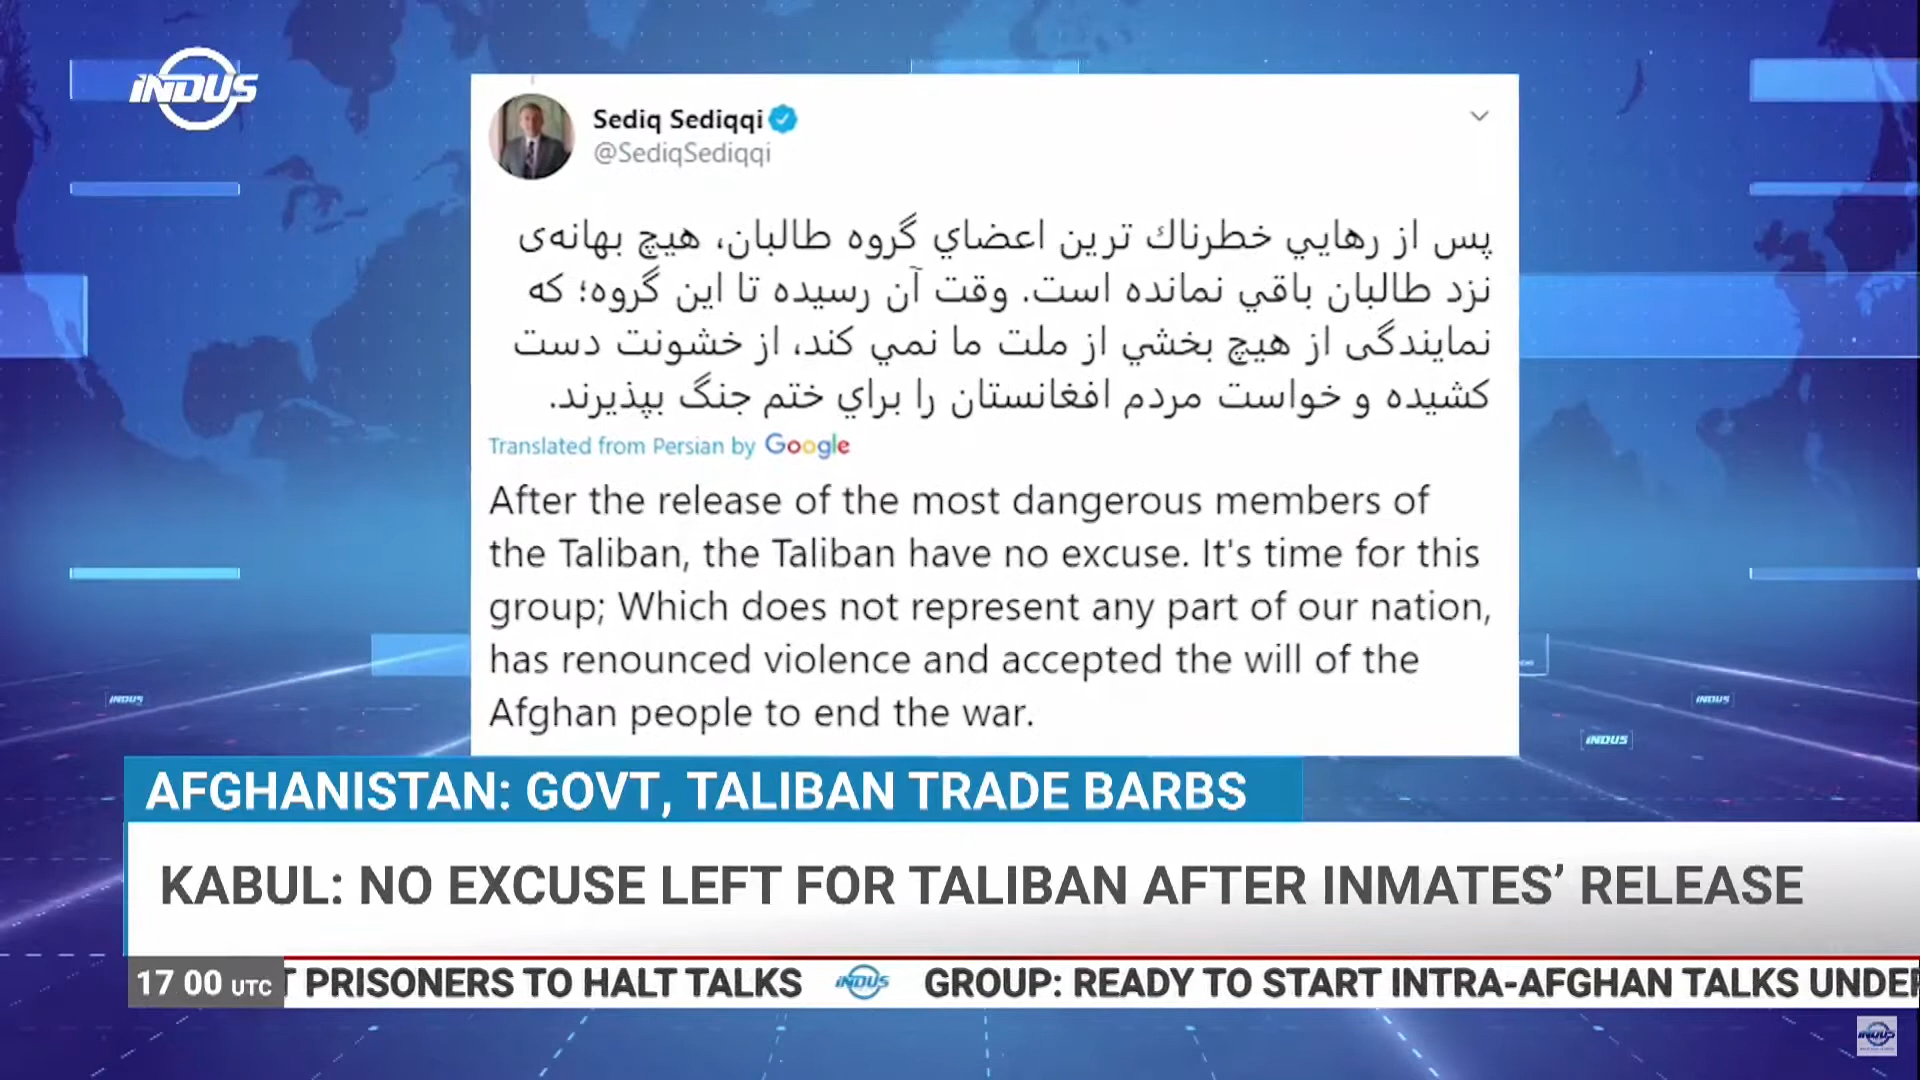 INDUS
Sediq Sediqqi
@SediqSediqqi
پس از رهايي خطرناك ترين اعضاي گروه طالبان، هيچ بهانه‌ی
نزد طالبان باقي نمانده است. وقت آن رسيده تا اين گروه؛ كه
نمايندگی از هيچ بخشي از ملت ما نمي كند، از خشونت دست
كشيده و خواست مردم افغانستان را براي ختم جنگ بپذيرند.
Translated from Persian by Google
After the release of the most dangerous members of
the Taliban, the Taliban have no excuse. It's time for this
group; Which does not represent any part of our nation,
has renounced violence and accepted the will of the
Afghan people to end the war.
INDUS
INDUS
INDUS
AFGHANISTAN: GOVT, TALIBAN TRADE BARBS
KABUL: NO EXCUSE LEFT FOR TALIBAN AFTER INMATES’ RELEASE
17 00 UTC T PRISONERS TO HALT TALKS INDUS GROUP: READY TO START INTRA-AFGHAN TALKS UNDER
INDUS